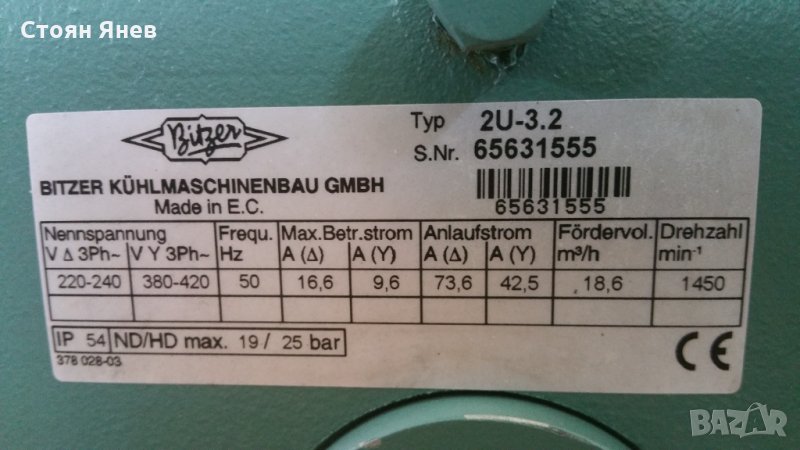 Стоян Янев
Bitzer
Typ 2U-3.2
S.Nr. 65631555
65631555
BITZER KÜHLMASCHINENBAU GMBH
Made in E.C.
Nennspannung Frequ. Max.Betr.strom Anlaufstrom Fördervol. Drehzahl
V Δ 3Ph~ V Y 3Ph~ Hz A (Δ) A (Y) A (Δ) A (Y) m³/h min⁻¹
220-240 380-420 50 16,6 9,6 73,6 42,5 18,6 1450
IP 54 ND/HD max. 19 / 25 bar
378 028-03
CE
BAZAR